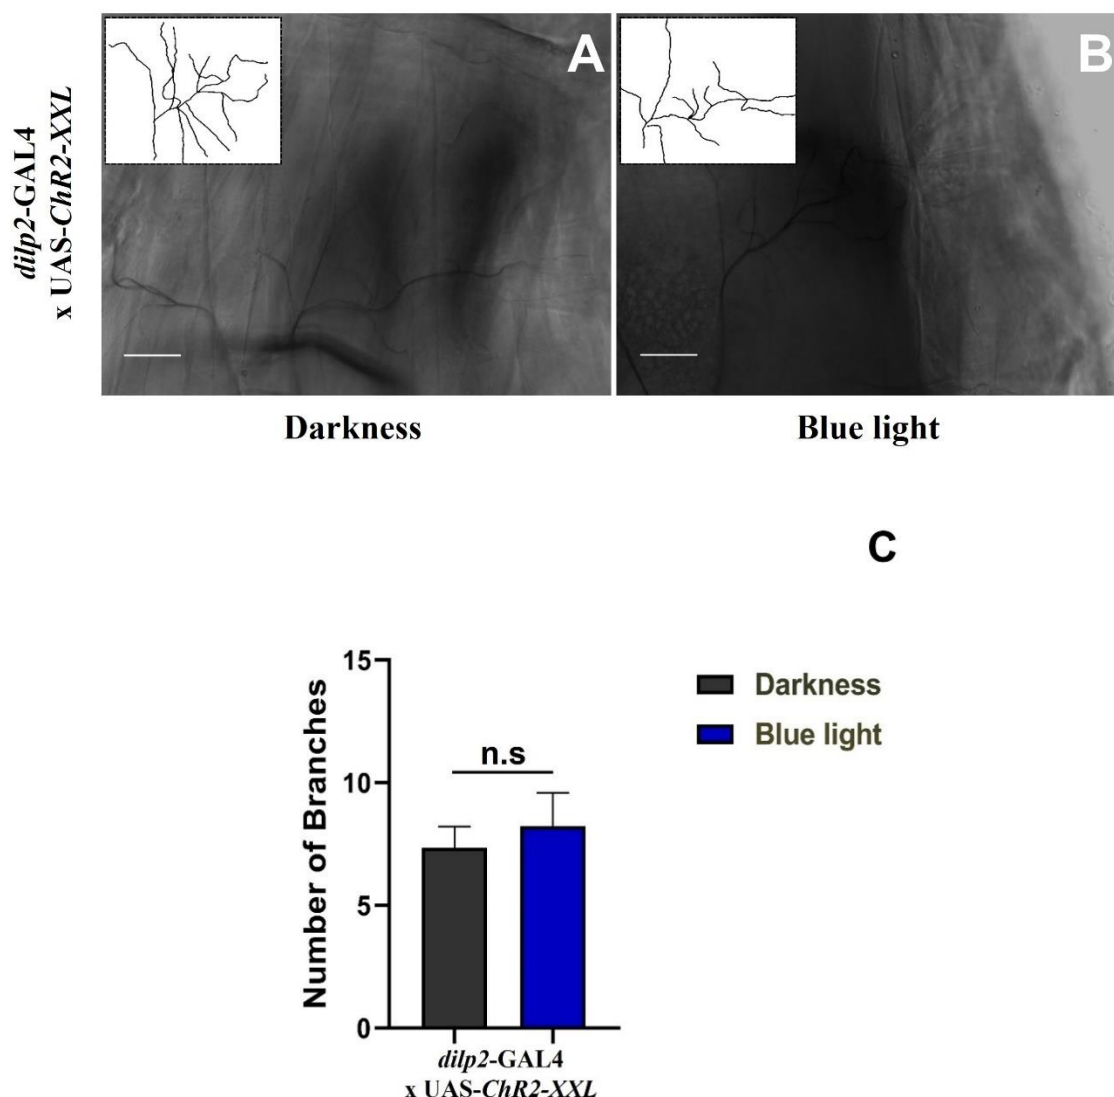 A
B
dilp2-GAL4
x UAS-ChR2-XXL
Darkness
Blue light
C
15
10
5
0
Number of Branches
n.s
Darkness
Blue light
dilp2-GAL4
x UAS-ChR2-XXL